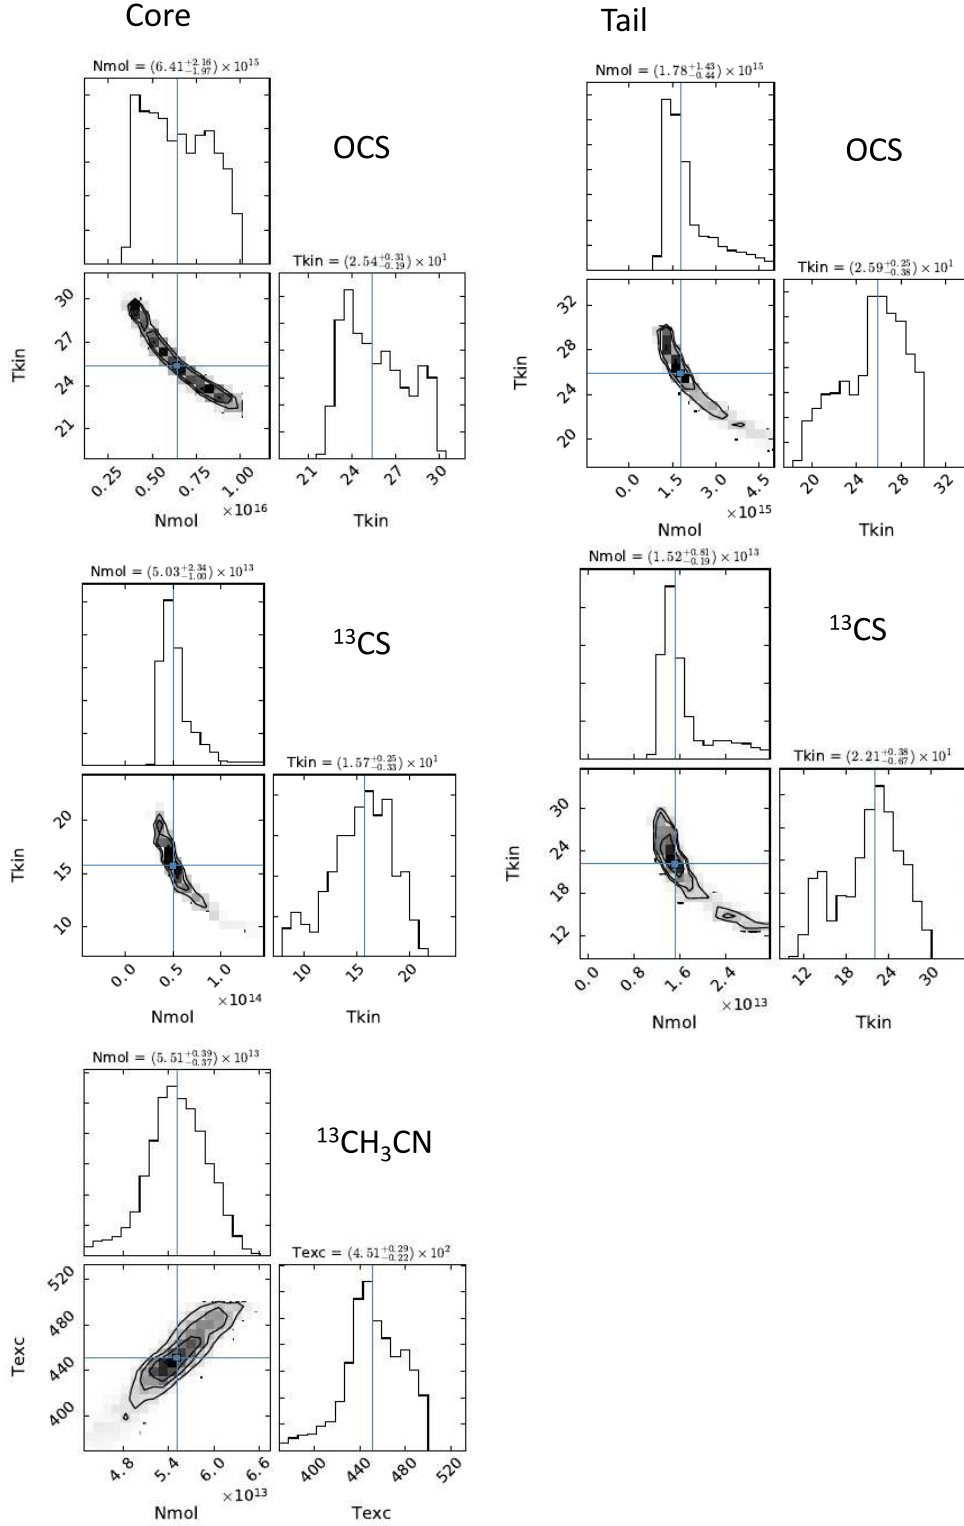 Core
Tail
Nmol = (6.41 +2.16 −1.97) × 10^15
Nmol = (1.78 +1.43 −0.44) × 10^15
OCS
OCS
Tkin = (2.54 +0.31 −0.19) × 10^1
Tkin = (2.59 +0.25 −0.38) × 10^1
Tkin
30
27
24
21
Tkin
32
28
24
20
0.25 0.50 0.75 1.00
×10^16
Nmol
21 24 27 30
Tkin
0.0 1.5 3.0 4.5
×10^15
Nmol
20 24 28 32
Tkin
Nmol = (5.03 +2.34 −1.00) × 10^13
Nmol = (1.52 +0.81 −0.19) × 10^13
13CS
13CS
Tkin = (1.57 +0.25 −0.33) × 10^1
Tkin = (2.21 +0.38 −0.67) × 10^1
Tkin
20
15
10
Tkin
30
24
18
12
0.0 0.5 1.0
×10^14
Nmol
10 15 20
Tkin
0.0 0.8 1.6 2.4
×10^13
Nmol
12 18 24 30
Tkin
Nmol = (5.51 +0.39 −0.37) × 10^13
13CH3CN
Texc = (4.51 +0.29 −0.22) × 10^2
Texc
520
480
440
400
4.8 5.4 6.0 6.6
×10^13
Nmol
400 440 480 520
Texc